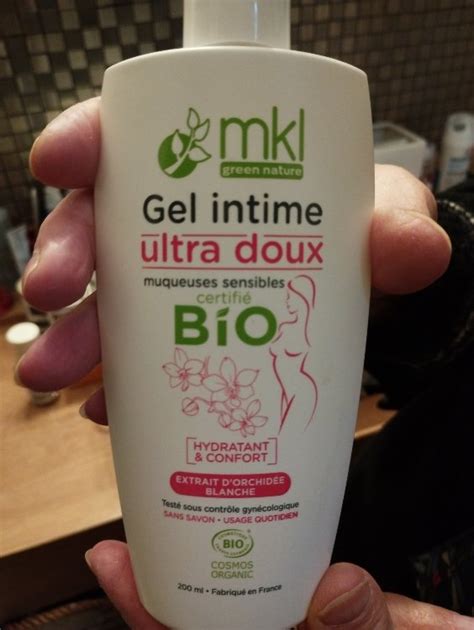 mkl
green nature
Gel intime
ultra doux
muqueuses sensibles
certifié
BIO
HYDRATANT
& CONFORT
EXTRAIT D'ORCHIDÉE
BLANCHE
Testé sous contrôle gynécologique
SANS SAVON • USAGE QUOTIDIEN
BIO
COSMOS
ORGANIC
200 ml • Fabriqué en France